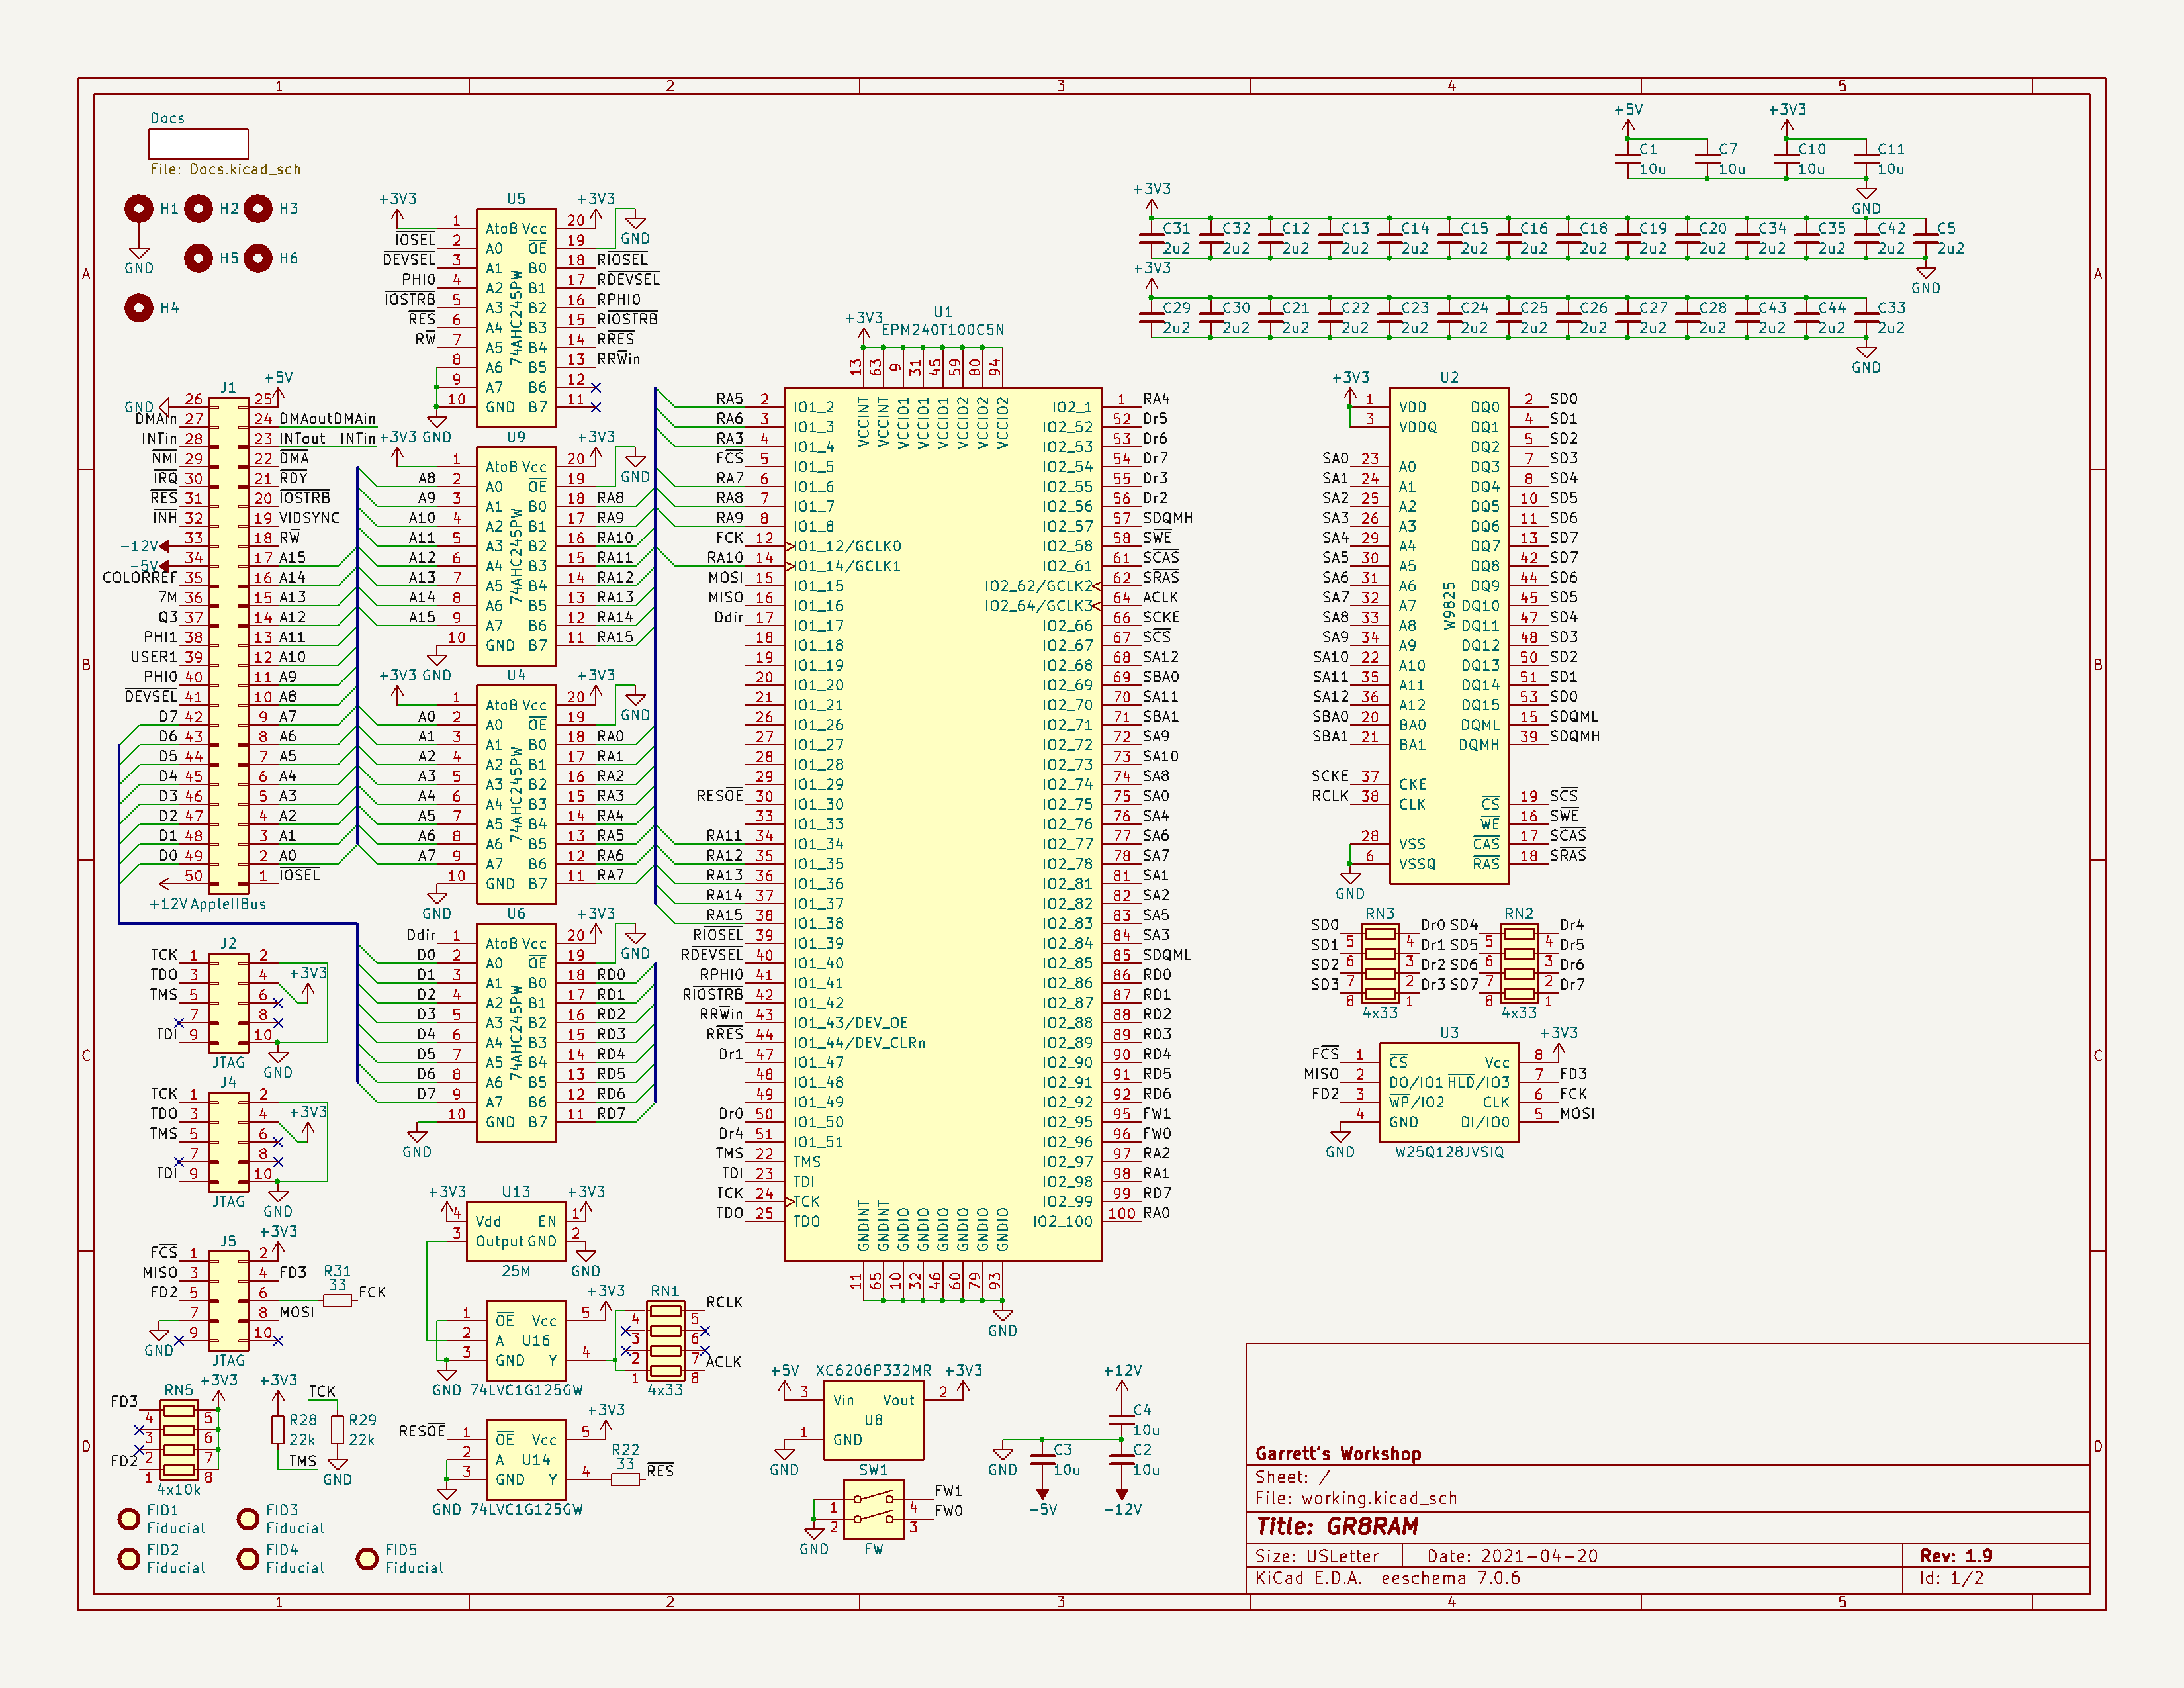 1 2 3 4 5
A B C D
Docs
File: Docs.kicad_sch
H1 H2 H3
H5 H6
H4
GND
+5V +3V3
C1 10u C7 10u C10 10u C11 10u
GND
+3V3
C31 C32 C12 C13 C14 C15 C16 C18 C19 C20 C34 C35 C42 C5
2u2 2u2 2u2 2u2 2u2 2u2 2u2 2u2 2u2 2u2 2u2 2u2 2u2 2u2
GND
+3V3
C29 C30 C21 C22 C23 C24 C25 C26 C27 C28 C43 C44 C33
2u2 2u2 2u2 2u2 2u2 2u2 2u2 2u2 2u2 2u2 2u2 2u2 2u2
GND
U5
74AHC245PW
+3V3 +3V3 GND
1 AtaB Vcc 20
IOSEL 2 A0 OE 19
DEVSEL 3 A1 B0 18 RIOSEL
PHI0 4 A2 B1 17 RDEVSEL
IOSTRB 5 A3 B2 16 RPHI0
RES 6 A4 B3 15 RIOSTRB
RW 7 A5 B4 14 RRES
8 A6 B5 13 RRWin
9 A7 B6 12
10 GND B7 11
GND
J1
+5V
GND 26 25
DMAin 27 24 DMAout DMAin
INTin 28 23 INTout INTin
NMI 29 22 DMA
IRQ 30 21 RDY
RES 31 20 IOSTRB
INH 32 19 VIDSYNC
-12V 33 18 RW
-5V 34 17 A15
COLORREF 35 16 A14
7M 36 15 A13
Q3 37 14 A12
PHI1 38 13 A11
USER1 39 12 A10
PHI0 40 11 A9
DEVSEL 41 10 A8
D7 42 9 A7
D6 43 8 A6
D5 44 7 A5
D4 45 6 A4
D3 46 5 A3
D2 47 4 A2
D1 48 3 A1
D0 49 2 A0
50 1 IOSEL
+12V AppleIIBus
U9
74AHC245PW
+3V3 +3V3 GND
1 AtaB Vcc 20
A8 2 A0 OE 19
A9 3 A1 B0 18 RA8
A10 4 A2 B1 17 RA9
A11 5 A3 B2 16 RA10
A12 6 A4 B3 15 RA11
A13 7 A5 B4 14 RA12
A14 8 A6 B5 13 RA13
A15 9 A7 B6 12 RA14
10 GND B7 11 RA15
GND
U4
74AHC245PW
+3V3 +3V3 GND
1 AtaB Vcc 20
A0 2 A0 OE 19
A1 3 A1 B0 18 RA0
A2 4 A2 B1 17 RA1
A3 5 A3 B2 16 RA2
A4 6 A4 B3 15 RA3
A5 7 A5 B4 14 RA4
A6 8 A6 B5 13 RA5
A7 9 A7 B6 12 RA6
10 GND B7 11 RA7
GND
U6
74AHC245PW
+3V3 GND
Ddir 1 AtaB Vcc 20
D0 2 A0 OE 19
D1 3 A1 B0 18 RD0
D2 4 A2 B1 17 RD1
D3 5 A3 B2 16 RD2
D4 6 A4 B3 15 RD3
D5 7 A5 B4 14 RD4
D6 8 A6 B5 13 RD5
D7 9 A7 B6 12 RD6
10 GND B7 11 RD7
GND
U1
EPM240T100C5N
+3V3
13 63 9 31 45 59 80 94
VCCINT VCCINT VCCIO1 VCCIO1 VCCIO1 VCCIO2 VCCIO2 VCCIO2
RA5 2 IO1_2
RA6 3 IO1_3
RA3 4 IO1_4
FCS 5 IO1_5
RA7 6 IO1_6
RA8 7 IO1_7
RA9 8 IO1_8
FCK 12 IO1_12/GCLK0
RA10 14 IO1_14/GCLK1
MOSI 15 IO1_15
MISO 16 IO1_16
Ddir 17 IO1_17
18 IO1_18
19 IO1_19
20 IO1_20
21 IO1_21
26 IO1_26
27 IO1_27
28 IO1_28
29 IO1_29
RESOE 30 IO1_30
33 IO1_33
RA11 34 IO1_34
RA12 35 IO1_35
RA13 36 IO1_36
RA14 37 IO1_37
RA15 38 IO1_38
RIOSEL 39 IO1_39
RDEVSEL 40 IO1_40
RPHI0 41 IO1_41
RIOSTRB 42 IO1_42
RRWin 43 IO1_43/DEV_OE
RRES 44 IO1_44/DEV_CLRn
Dr1 47 IO1_47
48 IO1_48
49 IO1_49
Dr0 50 IO1_50
Dr4 51 IO1_51
TMS 22 TMS
TDI 23 TDI
TCK 24 TCK
TDO 25 TDO
IO2_1 1 RA4
IO2_52 52 Dr5
IO2_53 53 Dr6
IO2_54 54 Dr7
IO2_55 55 Dr3
IO2_56 56 Dr2
IO2_57 57 SDQMH
IO2_58 58 SWE
IO2_61 61 SCAS
IO2_62/GCLK2 62 SRAS
IO2_64/GCLK3 64 ACLK
IO2_66 66 SCKE
IO2_67 67 SCS
IO2_68 68 SA12
IO2_69 69 SBA0
IO2_70 70 SA11
IO2_71 71 SBA1
IO2_72 72 SA9
IO2_73 73 SA10
IO2_74 74 SA8
IO2_75 75 SA0
IO2_76 76 SA4
IO2_77 77 SA6
IO2_78 78 SA7
IO2_81 81 SA1
IO2_82 82 SA2
IO2_83 83 SA5
IO2_84 84 SA3
IO2_85 85 SDQML
IO2_86 86 RD0
IO2_87 87 RD1
IO2_88 88 RD2
IO2_89 89 RD3
IO2_90 90 RD4
IO2_91 91 RD5
IO2_92 92 RD6
IO2_95 95 FW1
IO2_96 96 FW0
IO2_97 97 RA2
IO2_98 98 RA1
IO2_99 99 RD7
IO2_100 100 RA0
GNDINT GNDINT GNDIO GNDIO GNDIO GNDIO GNDIO GNDIO
11 65 10 32 46 60 79 93
GND
U2
W9825
+3V3
1 VDD DQ0 2 SD0
3 VDDQ DQ1 4 SD1
DQ2 5 SD2
SA0 23 A0 DQ3 7 SD3
SA1 24 A1 DQ4 8 SD4
SA2 25 A2 DQ5 10 SD5
SA3 26 A3 DQ6 11 SD6
SA4 29 A4 DQ7 13 SD7
SA5 30 A5 DQ8 42 SD7
SA6 31 A6 DQ9 44 SD6
SA7 32 A7 DQ10 45 SD5
SA8 33 A8 DQ11 47 SD4
SA9 34 A9 DQ12 48 SD3
SA10 22 A10 DQ13 50 SD2
SA11 35 A11 DQ14 51 SD1
SA12 36 A12 DQ15 53 SD0
SBA0 20 BA0 DQML 15 SDQML
SBA1 21 BA1 DQMH 39 SDQMH
SCKE 37 CKE
RCLK 38 CLK CS 19 SCS
WE 16 SWE
28 VSS CAS 17 SCAS
6 VSSQ RAS 18 SRAS
GND
RN3 RN2
SD0 5 4 Dr0 SD4 5 4 Dr4
SD1 6 3 Dr1 SD5 6 3 Dr5
SD2 7 2 Dr2 SD6 7 2 Dr6
SD3 8 1 Dr3 SD7 8 1 Dr7
4x33 4x33
U3
+3V3
FCS 1 CS Vcc 8
MISO 2 DO/IO1 HLD/IO3 7 FD3
FD2 3 WP/IO2 CLK 6 FCK
4 GND DI/IO0 5 MOSI
GND
W25Q128JVSIQ
J2
TCK 1 2
TDO 3 4 +3V3
TMS 5 6
7 8
TDI 9 10
JTAG GND
J4
TCK 1 2
TDO 3 4 +3V3
TMS 5 6
7 8
TDI 9 10
JTAG GND
J5
+3V3
FCS 1 2
MISO 3 4 FD3
FD2 5 6 R31 33 FCK
7 8 MOSI
GND 9 10
JTAG
RN5
+3V3
FD3 4 5
3 6
FD2 2 7
1 8
4x10k
+3V3 TCK
R28 22k R29 22k
TMS GND
U13
+3V3 +3V3
4 Vdd EN 1
3 Output GND 2
25M GND
U16
+3V3
1 OE Vcc 5
2 A
3 GND Y 4
GND 74LVC1G125GW
RN1
4 5 RCLK
3 6
2 7 ACLK
1 8
4x33
U14
+3V3
RESOE 1 OE Vcc 5
2 A
3 GND Y 4 R22 33 RES
GND 74LVC1G125GW
XC6206P332MR
+5V 3 Vin Vout 2 +3V3
U8
1 GND
GND
SW1
1 4 FW1
2 3 FW0
GND FW
+12V
C4 10u
GND C3 10u C2 10u
-5V -12V
FID1 Fiducial FID3 Fiducial
FID2 Fiducial FID4 Fiducial FID5 Fiducial
Garrett's Workshop
Sheet: /
File: working.kicad_sch
Title: GR8RAM
Size: USLetter Date: 2021-04-20 Rev: 1.9
KiCad E.D.A. eeschema 7.0.6 Id: 1/2
1 2 3 4 5